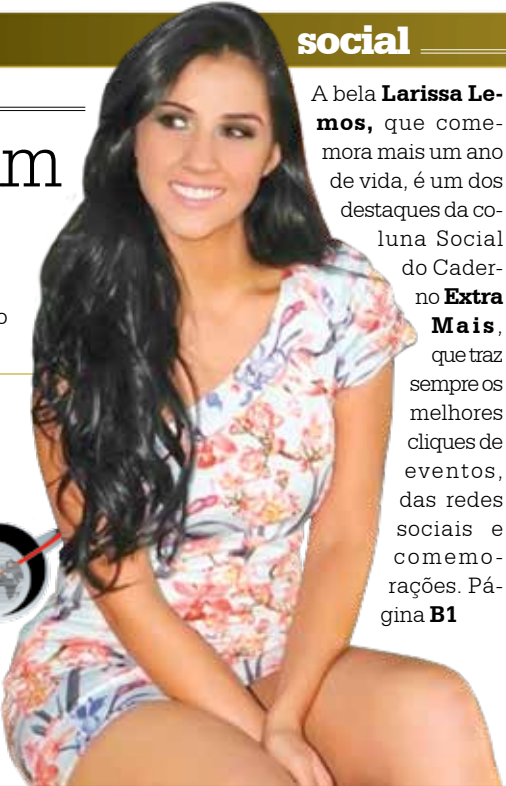 social
m
o
A bela Larissa Le-
mos, que come-
mora mais um ano
de vida, é um dos
destaques da co-
luna Social
do Cader-
no Extra
Mais,
que traz
sempre os
melhores
cliques de
eventos,
das redes
sociais e
comemo-
rações. Pá-
gina B1